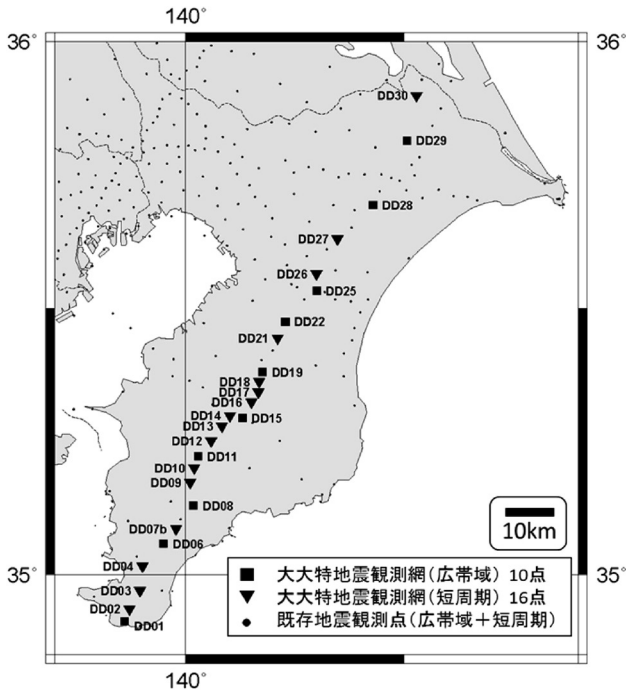 140°
36°
36°
DD30
DD29
DD28
DD27
DD26
DD25
DD22
DD21
DD19
DD18
DD17
DD16
DD15
DD14
DD13
DD12
DD11
DD10
DD09
DD08
DD07b
DD06
DD04
DD03
DD02
DD01
10km
35°
35°
大大特地震観測網(広帯域) 10点
大大特地震観測網(短周期) 16点
既存地震観測点(広帯域+短周期)
140°